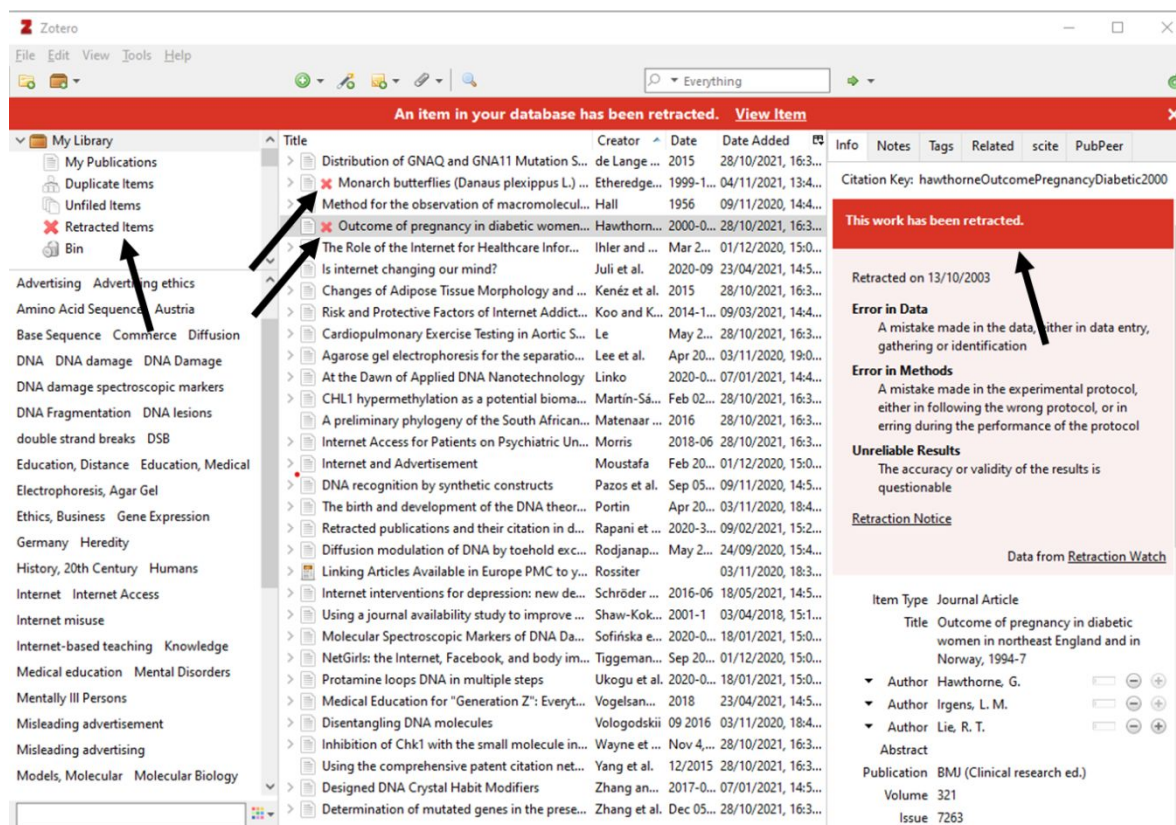 Zotero
File Edit View Tools Help
Everything
An item in your database has been retracted. View Item
My Library
My Publications
Duplicate Items
Unfiled Items
Retracted Items
Bin
Advertising Advertising ethics
Amino Acid Sequence Austria
Base Sequence Commerce Diffusion
DNA DNA damage DNA Damage
DNA damage spectroscopic markers
DNA Fragmentation DNA lesions
double strand breaks DSB
Education, Distance Education, Medical
Electrophoresis, Agar Gel
Ethics, Business Gene Expression
Germany Heredity
History, 20th Century Humans
Internet Internet Access
Internet misuse
Internet-based teaching Knowledge
Medical education Mental Disorders
Mentally Ill Persons
Misleading advertisement
Misleading advertising
Models, Molecular Molecular Biology
Title Creator Date Date Added
Distribution of GNAQ and GNA11 Mutation S... de Lange ... 2015 28/10/2021, 16:3...
Monarch butterflies (Danaus plexippus L.) ... Etheredge... 1999-1... 04/11/2021, 13:4...
Method for the observation of macromolecul... Hall 1956 09/11/2020, 14:4...
Outcome of pregnancy in diabetic women... Hawthorn... 2000-0... 28/10/2021, 16:3...
The Role of the Internet for Healthcare Infor... Ihler and ... Mar 2... 01/12/2020, 15:0...
Is internet changing our mind? Juli et al. 2020-09 23/04/2021, 14:5...
Changes of Adipose Tissue Morphology and ... Kenéz et al. 2015 28/10/2021, 16:3...
Risk and Protective Factors of Internet Addict... Koo and K... 2014-1... 09/03/2021, 14:4...
Cardiopulmonary Exercise Testing in Aortic S... Le May 2... 28/10/2021, 16:3...
Agarose gel electrophoresis for the separatio... Lee et al. Apr 20... 03/11/2020, 19:0...
At the Dawn of Applied DNA Nanotechnology Linko 2020-0... 07/01/2021, 14:4...
CHL1 hypermethylation as a potential bioma... Martín-Sá... Feb 02... 28/10/2021, 16:3...
A preliminary phylogeny of the South African... Matenaar ... 2016 28/10/2021, 16:3...
Internet Access for Patients on Psychiatric Un... Morris 2018-06 28/10/2021, 16:3...
Internet and Advertisement Moustafa Feb 20... 01/12/2020, 15:0...
DNA recognition by synthetic constructs Pazos et al. Sep 05... 09/11/2020, 14:5...
The birth and development of the DNA theor... Portin Apr 20... 03/11/2020, 18:4...
Retracted publications and their citation in d... Rapani et ... 2020-3... 09/02/2021, 15:2...
Diffusion modulation of DNA by toehold exc... Rodjanap... May 2... 24/09/2020, 15:4...
Linking Articles Available in Europe PMC to y... Rossiter 03/11/2020, 18:3...
Internet interventions for depression: new de... Schröder ... 2016-06 18/05/2021, 14:5...
Using a journal availability study to improve ... Shaw-Kok... 2001-1 03/04/2018, 15:1...
Molecular Spectroscopic Markers of DNA Da... Sofińska e... 2020-0... 18/01/2021, 15:0...
NetGirls: the Internet, Facebook, and body im... Tiggeman... Sep 20... 01/12/2020, 15:0...
Protamine loops DNA in multiple steps Ukogu et al. 2020-0... 18/01/2021, 15:0...
Medical Education for "Generation Z": Everyt... Vogelsan... 2018 23/04/2021, 14:5...
Disentangling DNA molecules Vologodskii 09 2016 03/11/2020, 18:4...
Inhibition of Chk1 with the small molecule in... Wayne et ... Nov 4,... 28/10/2021, 16:3...
Using the comprehensive patent citation net... Yang et al. 12/2015 28/10/2021, 16:3...
Designed DNA Crystal Habit Modifiers Zhang an... 2017-0... 07/01/2021, 14:5...
Determination of mutated genes in the prese... Zhang et al. Dec 05... 28/10/2021, 16:3...
Info Notes Tags Related scite PubPeer
Citation Key: hawthorneOutcomePregnancyDiabetic2000
This work has been retracted.
Retracted on 13/10/2003
Error in Data
A mistake made in the data, either in data entry,
gathering or identification
Error in Methods
A mistake made in the experimental protocol,
either in following the wrong protocol, or in
erring during the performance of the protocol
Unreliable Results
The accuracy or validity of the results is
questionable
Retraction Notice
Data from Retraction Watch
Item Type Journal Article
Title Outcome of pregnancy in diabetic
women in northeast England and in
Norway, 1994-7
Author Hawthorne, G.
Author Irgens, L. M.
Author Lie, R. T.
Abstract
Publication BMJ (Clinical research ed.)
Volume 321
Issue 7263